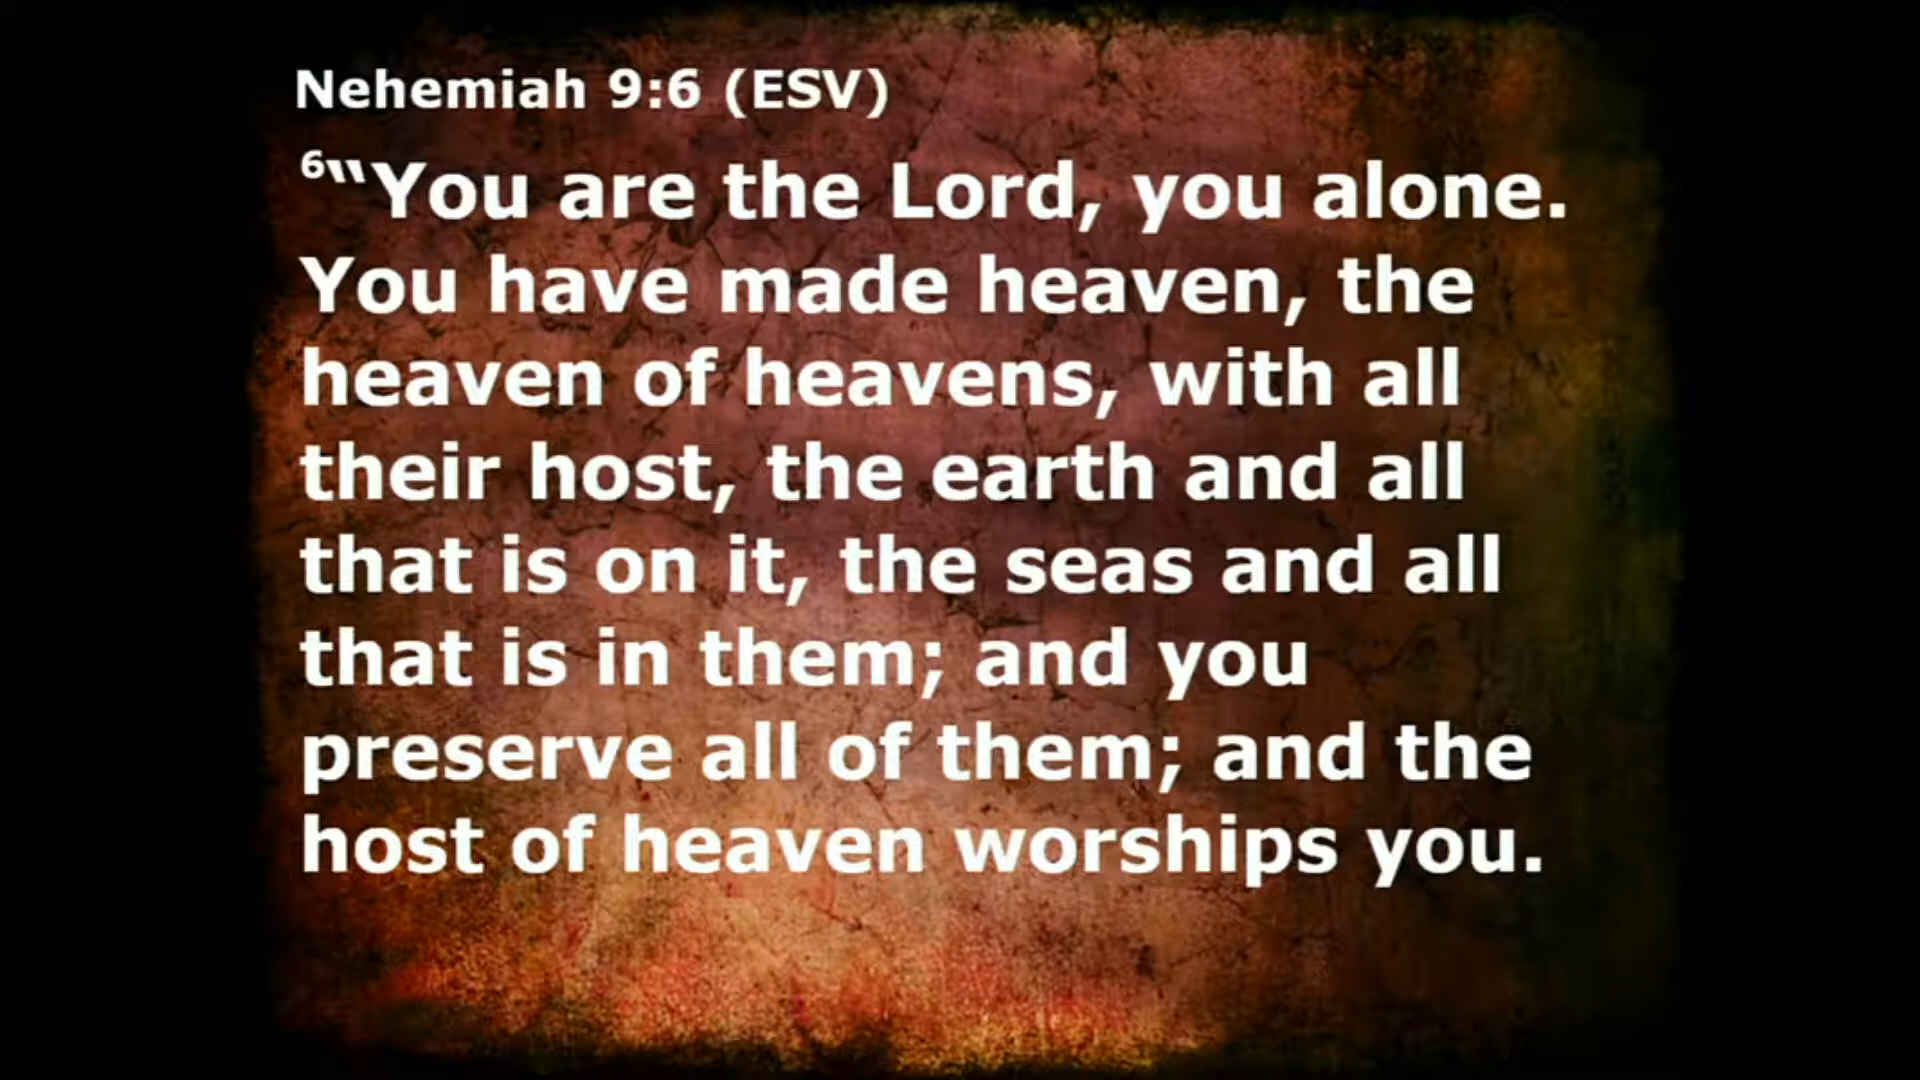 Nehemiah 9:6 (ESV)
6“You are the Lord, you alone.
You have made heaven, the
heaven of heavens, with all
their host, the earth and all
that is on it, the seas and all
that is in them; and you
preserve all of them; and the
host of heaven worships you.